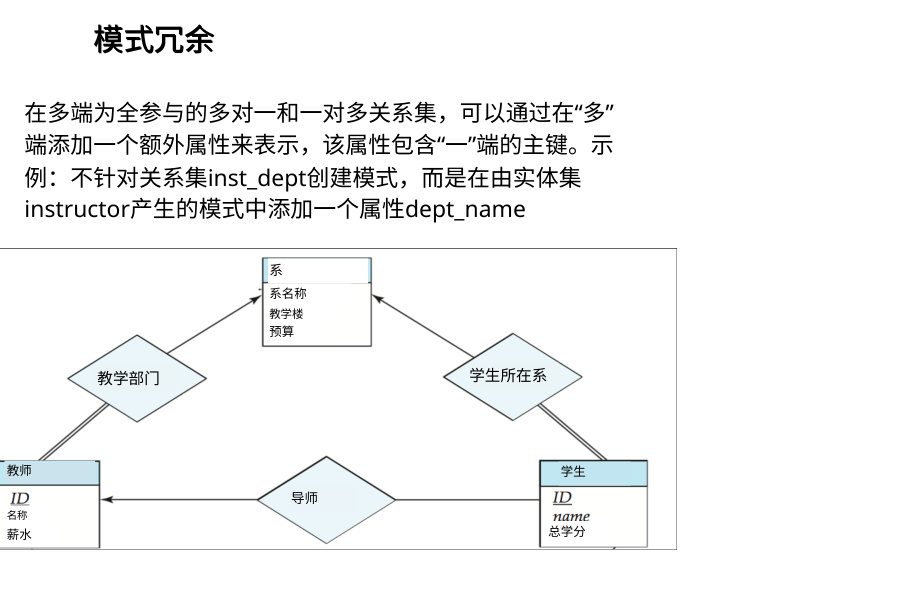 模式冗余
在多端为全参与的多对一和一对多关系集，可以通过在“多”
端添加一个额外属性来表示，该属性包含“一”端的主键。示
例：不针对关系集inst_dept创建模式，而是在由实体集
instructor产生的模式中添加一个属性dept_name
系
系名称
教学楼
预算
教学部门
学生所在系
教师
ID
名称
薪水
导师
学生
ID
name
总学分